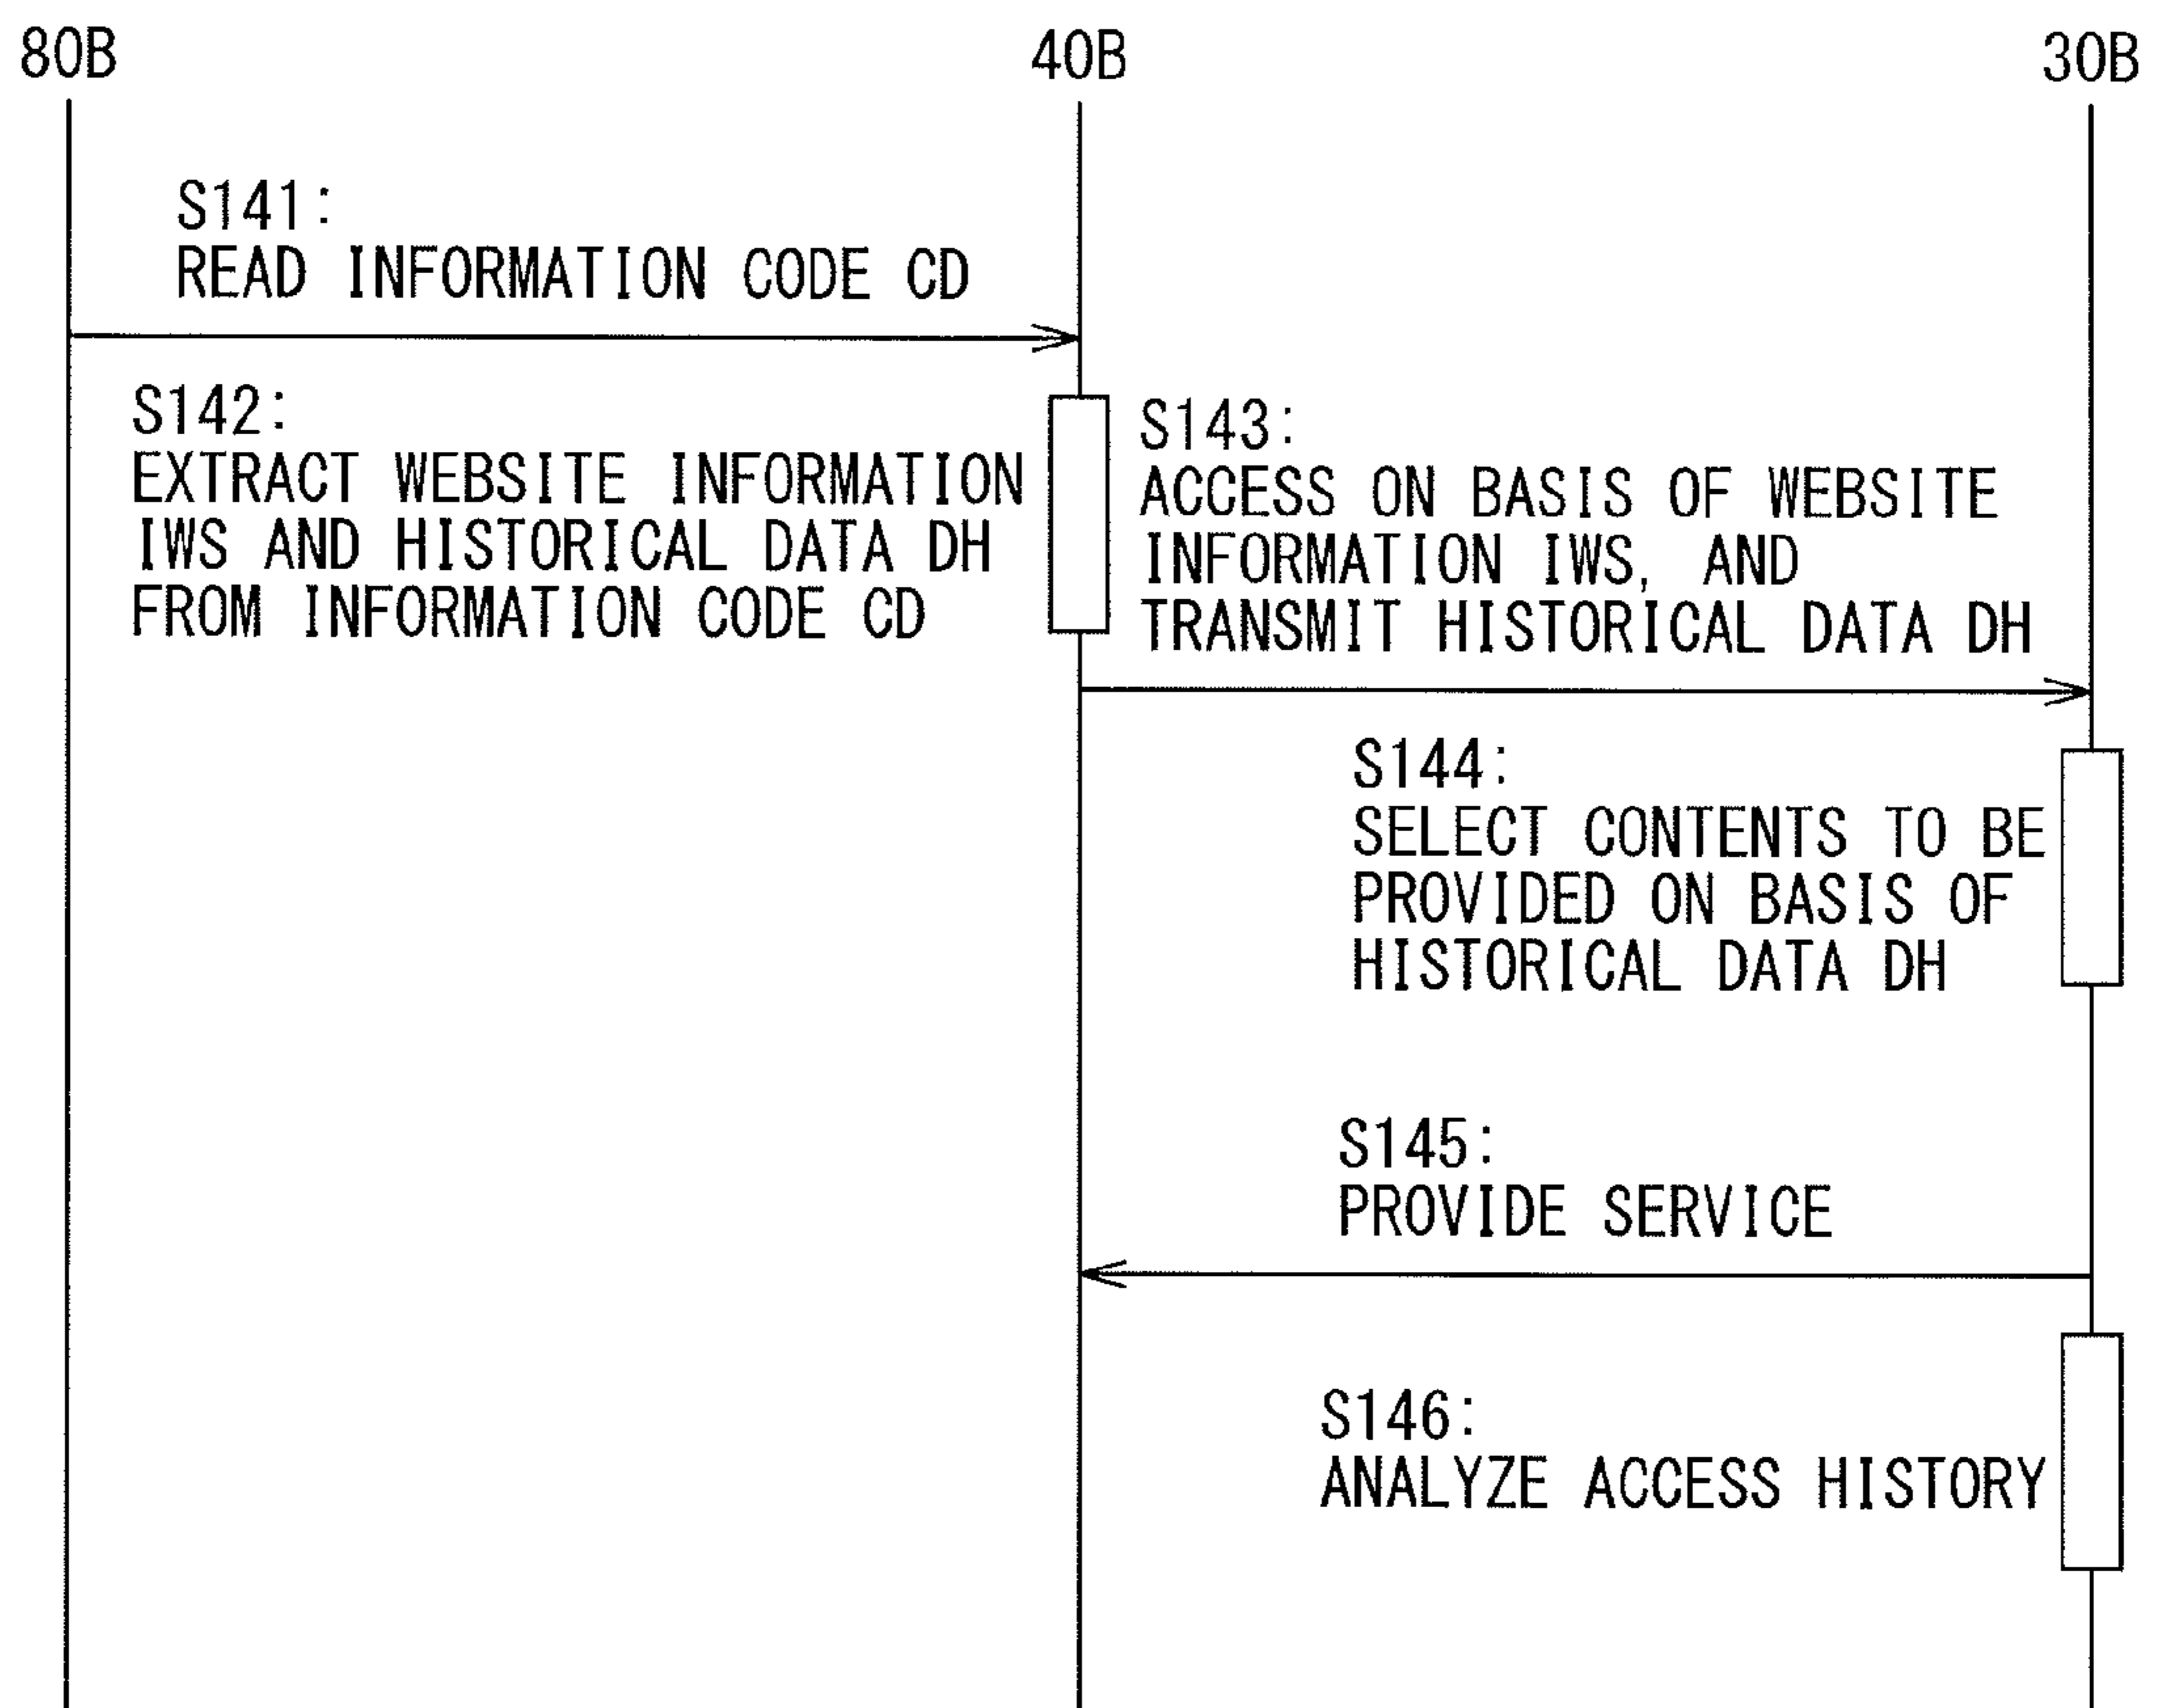 80B
40B
30B
S141:
READ INFORMATION CODE CD
S142:
EXTRACT WEBSITE INFORMATION
IWS AND HISTORICAL DATA DH
FROM INFORMATION CODE CD
S143:
ACCESS ON BASIS OF WEBSITE
INFORMATION IWS, AND
TRANSMIT HISTORICAL DATA DH
S144:
SELECT CONTENTS TO BE
PROVIDED ON BASIS OF
HISTORICAL DATA DH
S145:
PROVIDE SERVICE
S146:
ANALYZE ACCESS HISTORY